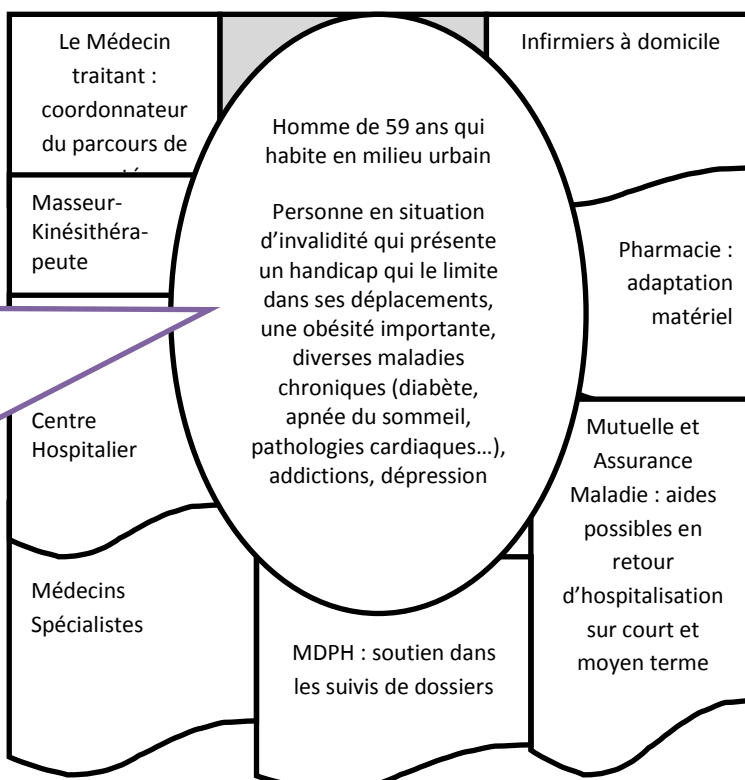 Le Médecin
traitant :
coordonnateur
du parcours de
Infirmiers à domicile
Homme de 59 ans qui
habite en milieu urbain
Personne en situation
d’invalidité qui présente
un handicap qui le limite
dans ses déplacements,
une obésité importante,
diverses maladies
chroniques (diabète,
apnée du sommeil,
pathologies cardiaques…),
addictions, dépression
Masseur-
Kinésithéra-
peute
Pharmacie :
adaptation
matériel
Centre
Hospitalier
Mutuelle et
Assurance
Maladie : aides
possibles en
retour
d’hospitalisation
sur court et
moyen terme
Médecins
Spécialistes
MDPH : soutien dans
les suivis de dossiers